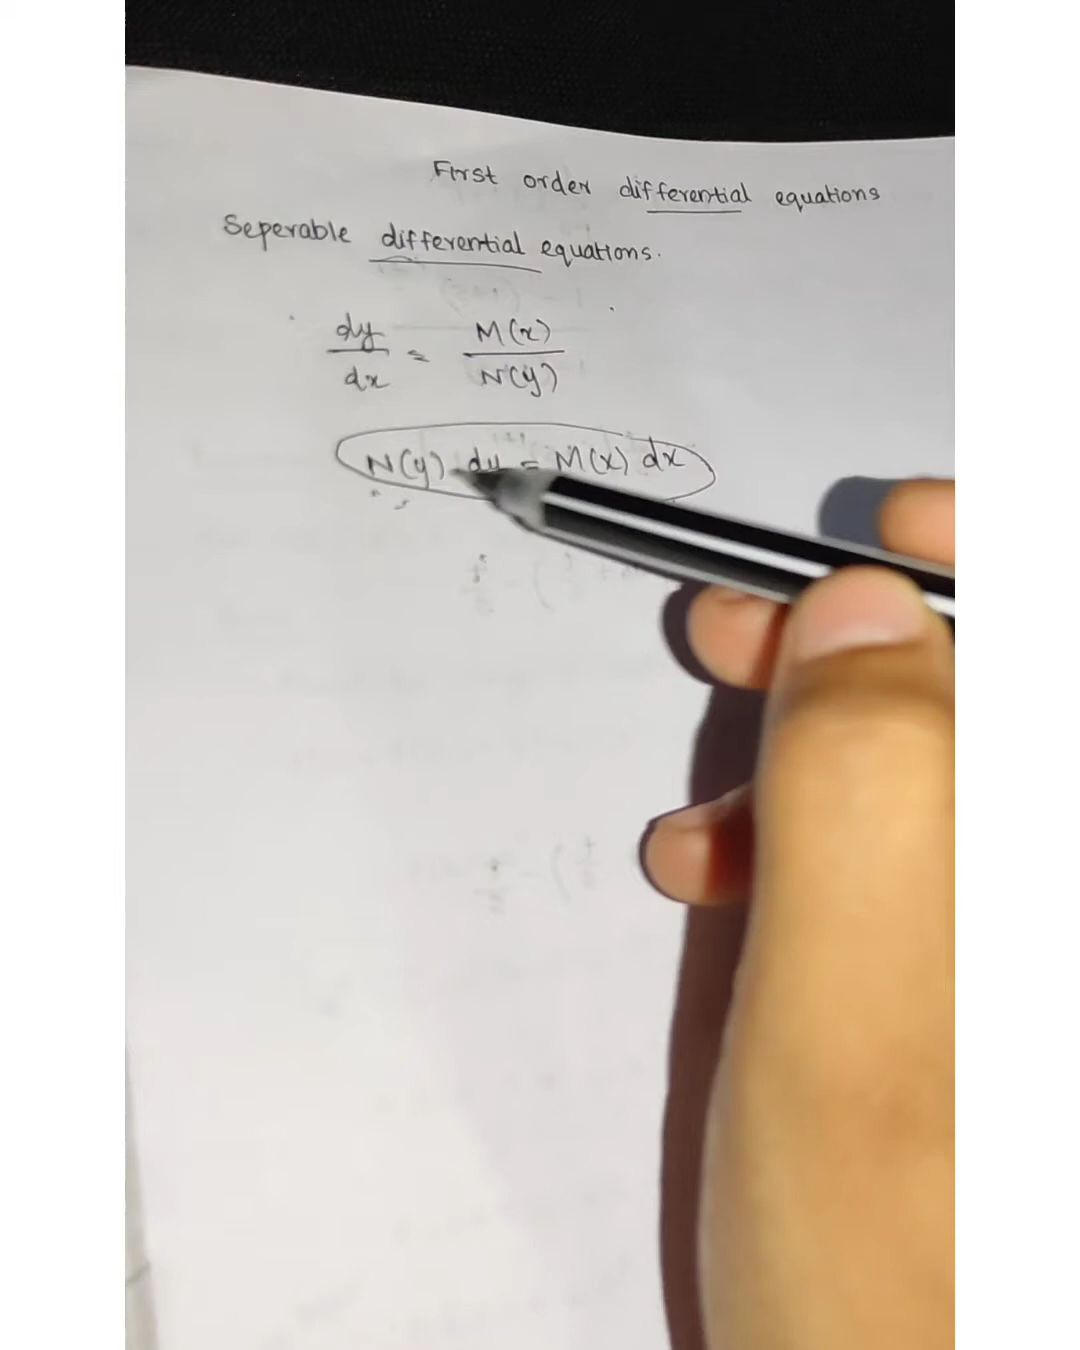 First order differential equations
Seperable differential equations.
dy/dx = M(x)/N(y)
N(y) dy = M(x) dx